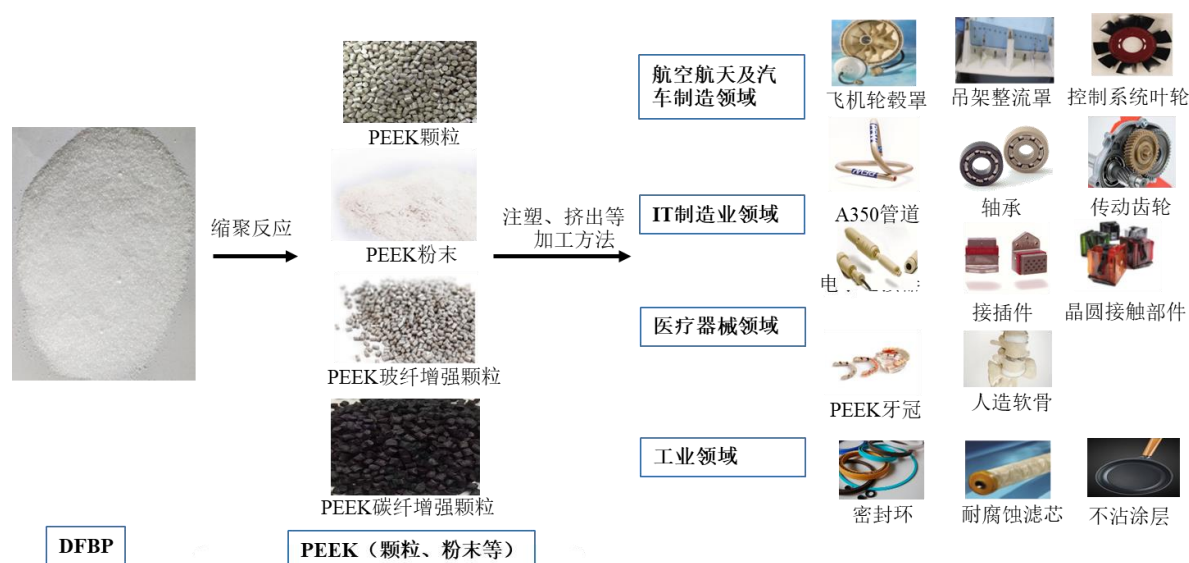 缩聚反应
DFBP
PEEK颗粒
PEEK粉末
PEEK玻纤增强颗粒
PEEK碳纤增强颗粒
PEEK（颗粒、粉末等）
注塑、挤出等
加工方法
航空航天及汽
车制造领域
飞机轮毂罩
吊架整流罩
控制系统叶轮
A350管道
轴承
传动齿轮
IT制造业领域
接插件
晶圆接触部件
医疗器械领域
PEEK牙冠
人造软骨
工业领域
密封环
耐腐蚀滤芯
不沾涂层